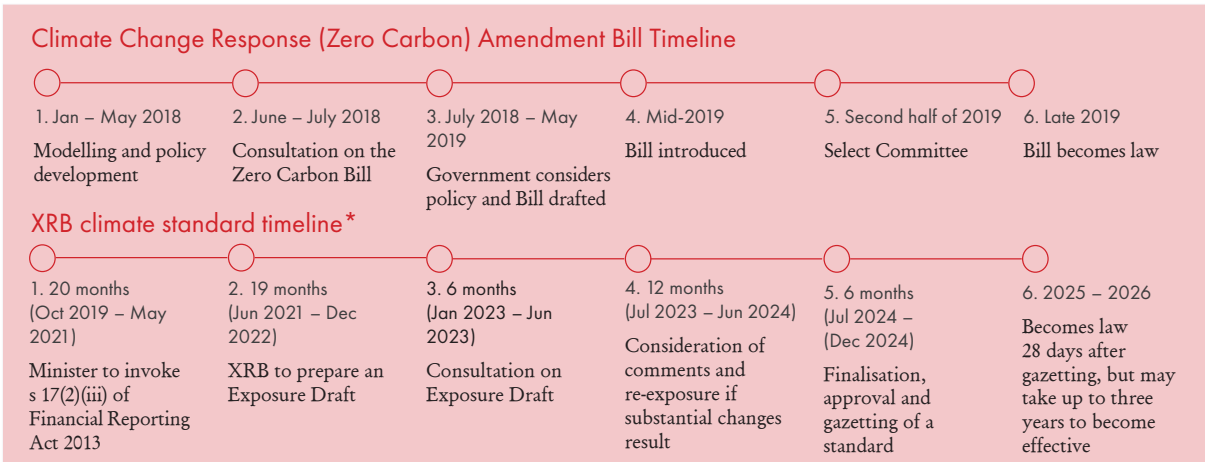 Climate Change Response (Zero Carbon) Amendment Bill Timeline
1. Jan – May 2018
Modelling and policy
development
2. June – July 2018
Consultation on the
Zero Carbon Bill
3. July 2018 – May
2019
Government considers
policy and Bill drafted
4. Mid-2019
Bill introduced
5. Second half of 2019
Select Committee
6. Late 2019
Bill becomes law
XRB climate standard timeline*
1. 20 months
(Oct 2019 – May
2021)
Minister to invoke
s 17(2)(iii) of
Financial Reporting
Act 2013
2. 19 months
(Jun 2021 – Dec
2022)
XRB to prepare an
Exposure Draft
3. 6 months
(Jan 2023 – Jun
2023)
Consultation on
Exposure Draft
4. 12 months
(Jul 2023 – Jun 2024)
Consideration of
comments and
re-exposure if
substantial changes
result
5. 6 months
(Jul 2024 –
(Dec 2024)
Finalisation,
approval and
gazetting of a
standard
6. 2025 – 2026
Becomes law
28 days after
gazetting, but may
take up to three
years to become
effective